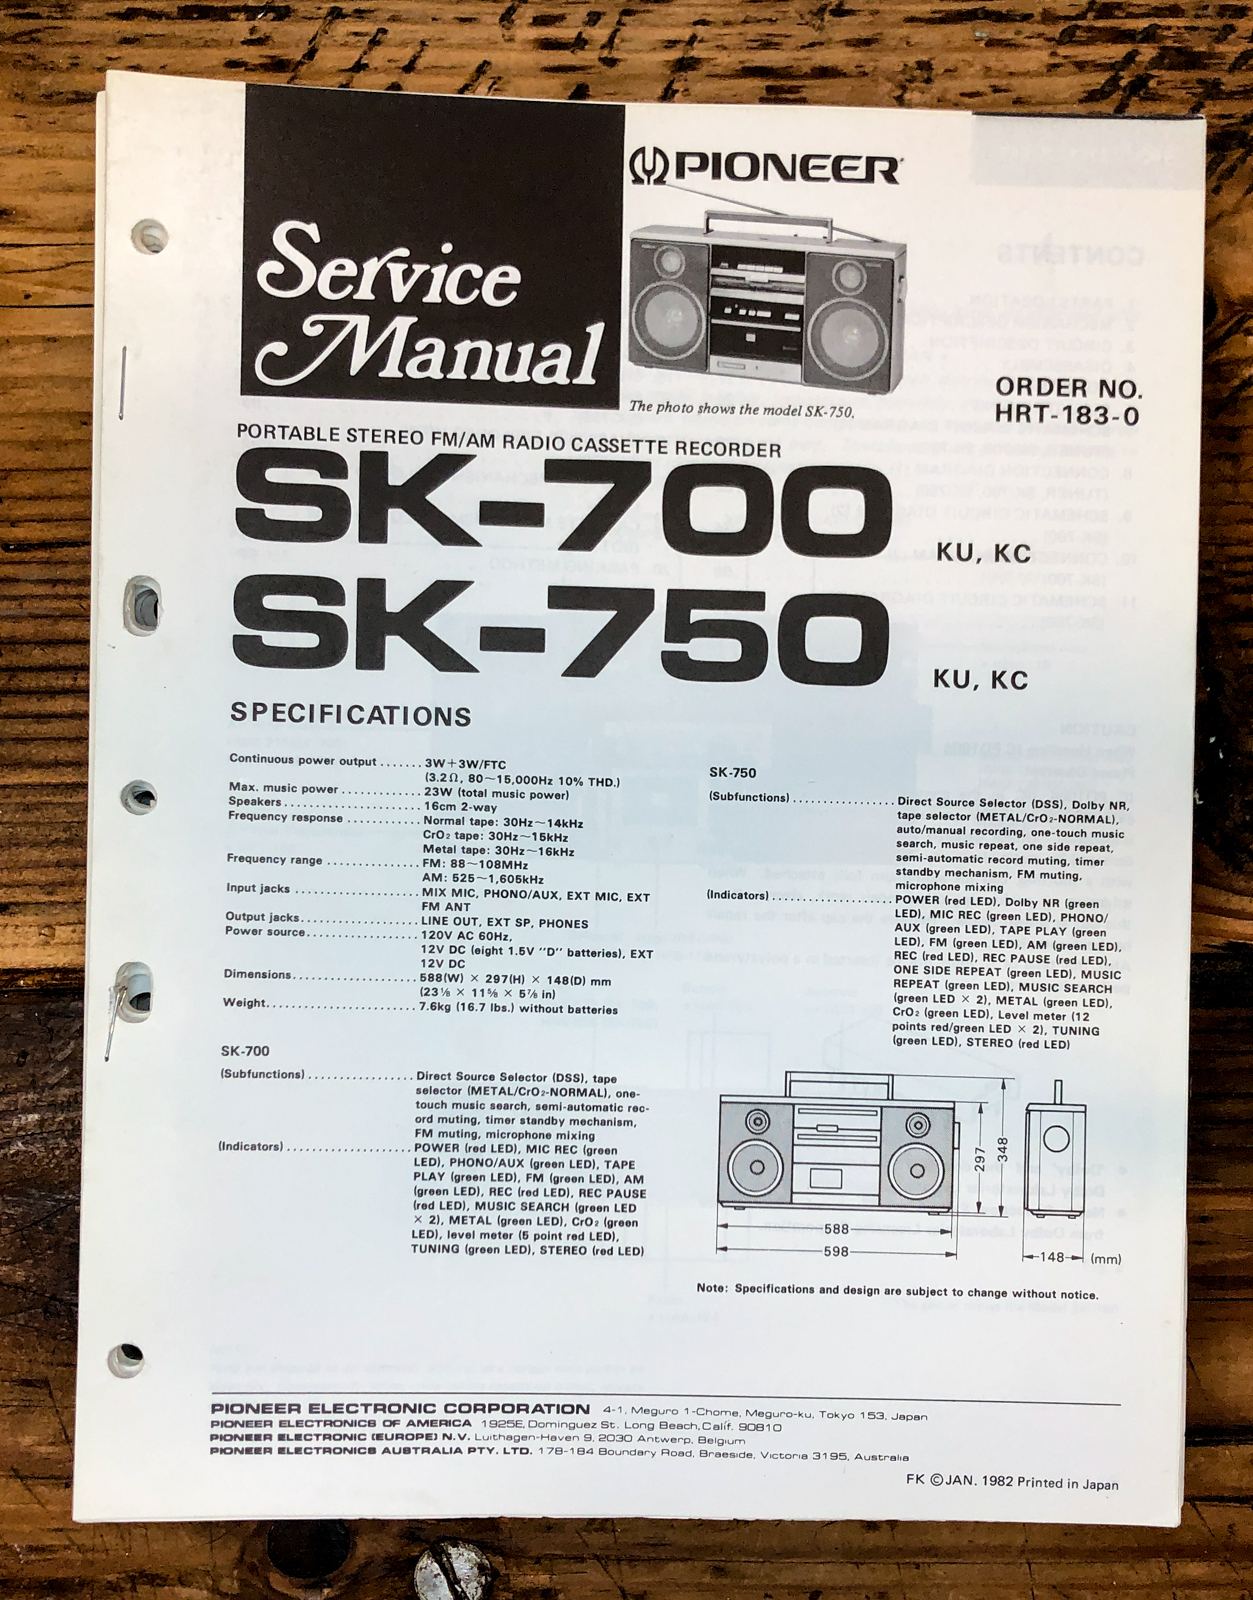 Service
Manual
PIONEER
The photo shows the model SK-750.
ORDER NO.
HRT-183-0
PORTABLE STEREO FM/AM RADIO CASSETTE RECORDER
SK-700 KU, KC
SK-750 KU, KC
SPECIFICATIONS
Continuous power output ....... 3W+3W/FTC
(3.2Ω, 80~15,000Hz 10% THD.)
Max. music power ............ 23W (total music power)
Speakers .................... 16cm 2-way
Frequency response ........... Normal tape: 30Hz~14kHz
CrO₂ tape: 30Hz~15kHz
Metal tape: 30Hz~16kHz
Frequency range .............. FM: 88~108MHz
AM: 525~1,605kHz
Input jacks .................. MIX MIC, PHONO/AUX, EXT MIC, EXT
FM ANT
Output jacks ................. LINE OUT, EXT SP, PHONES
Power source ................. 120V AC 60Hz,
12V DC (eight 1.5V "D" batteries), EXT
12V DC
Dimensions ................... 588(W) × 297(H) × 148(D) mm
(23⅛ × 11⅝ × 5⅞ in)
Weight ....................... 7.6kg (16.7 lbs.) without batteries
SK-700
(Subfunctions) ............... Direct Source Selector (DSS), tape
selector (METAL/CrO₂-NORMAL), one-
touch music search, semi-automatic rec-
ord muting, timer standby mechanism,
FM muting, microphone mixing
(Indicators) .................. POWER (red LED), MIC REC (green
LED), PHONO/AUX (green LED), TAPE
PLAY (green LED), FM (green LED), AM
(green LED), REC (red LED), REC PAUSE
(red LED), MUSIC SEARCH (green LED
× 2), METAL (green LED), CrO₂ (green
LED), level meter (5 point red LED),
TUNING (green LED), STEREO (red LED)
SK-750
(Subfunctions) ............... Direct Source Selector (DSS), Dolby NR,
tape selector (METAL/CrO₂-NORMAL),
auto/manual recording, one-touch music
search, music repeat, one side repeat,
semi-automatic record muting, timer
standby mechanism, FM muting,
microphone mixing
(Indicators) .................. POWER (red LED), Dolby NR (green
LED), MIC REC (green LED), PHONO/
AUX (green LED), TAPE PLAY (green
LED), FM (green LED), AM (green LED),
REC (red LED), REC PAUSE (red LED),
ONE SIDE REPEAT (green LED), MUSIC
REPEAT (green LED), MUSIC SEARCH
(green LED × 2), METAL (green LED),
CrO₂ (green LED), Level meter (12
points red/green LED × 2), TUNING
(green LED), STEREO (red LED)
297
348
588
598
148 (mm)
Note: Specifications and design are subject to change without notice.
PIONEER ELECTRONIC CORPORATION 4-1, Meguro 1-Chome, Meguro-ku, Tokyo 153, Japan
PIONEER ELECTRONICS OF AMERICA 1925E, Dominguez St. Long Beach, Calif. 90810
PIONEER ELECTRONIC (EUROPE) N.V. Luithagen-Haven 9, 2030 Antwerp, Belgium
PIONEER ELECTRONICS AUSTRALIA PTY. LTD. 178-184 Boundary Road, Braeside, Victoria 3195, Australia
FK ©JAN. 1982 Printed in Japan